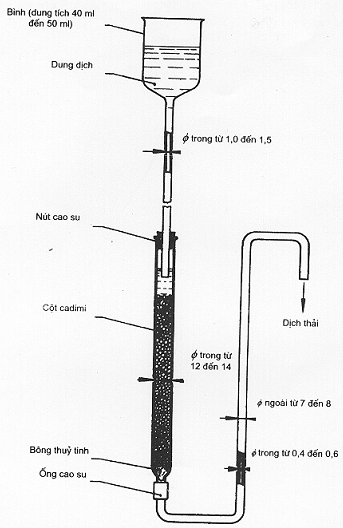 Bình (dung tích 40 ml
đến 50 ml)
Dung dịch
ϕ trong từ 1,0 đến 1,5
Nút cao su
Cột cadimi
Dịch thải
ϕ trong từ
12 đến 14
ϕ ngoài từ 7 đến 8
Bông thuỷ tinh
ϕ trong từ 0,4 đến 0,6
Ống cao su